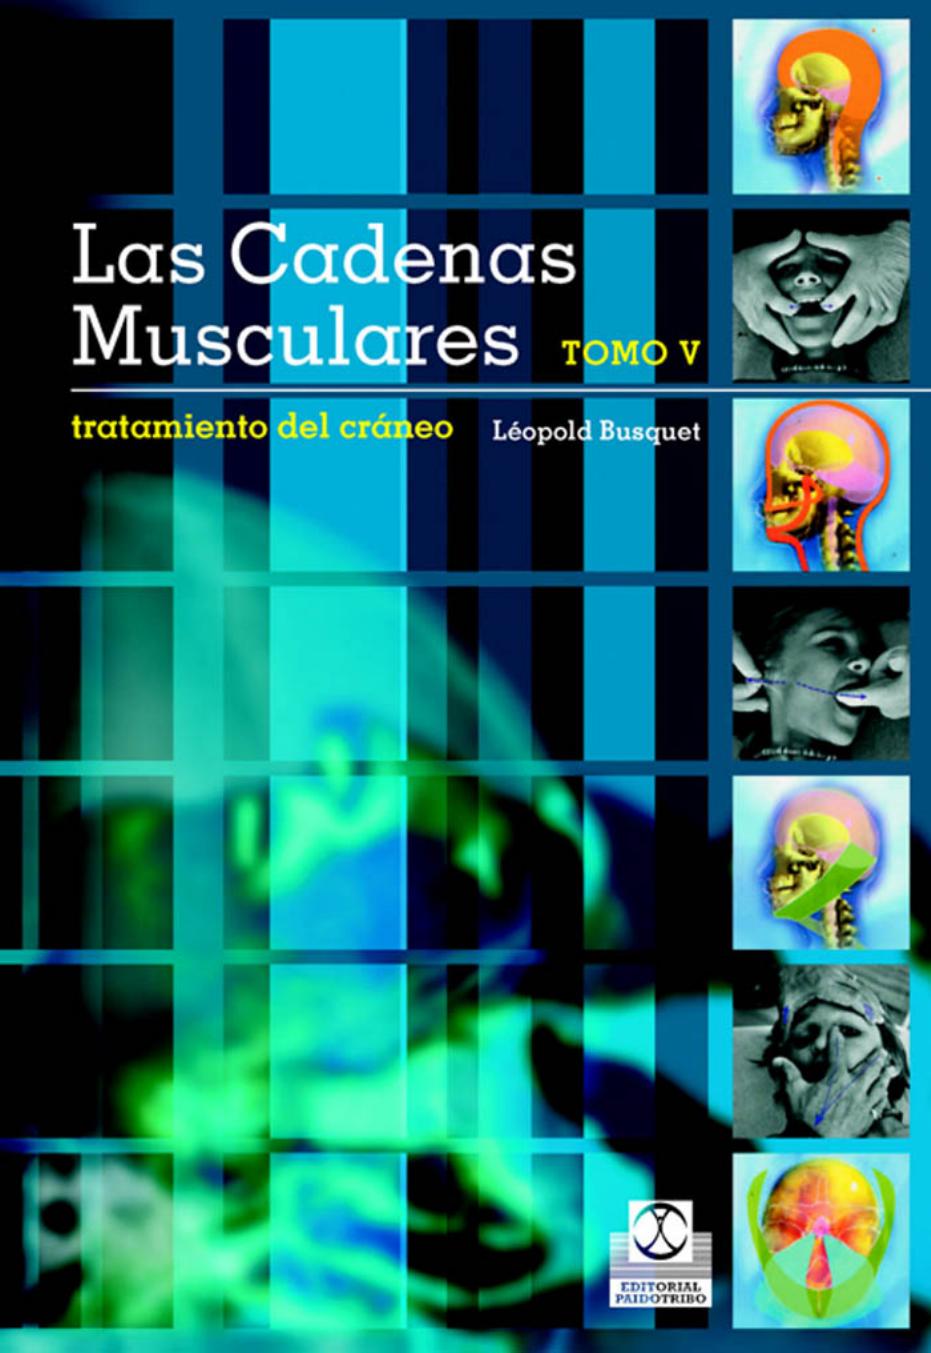 Las Cadenas
Musculares TOMO V
tratamiento del cráneo Léopold Busquet
EDITORIAL
PAIDOTRIBO